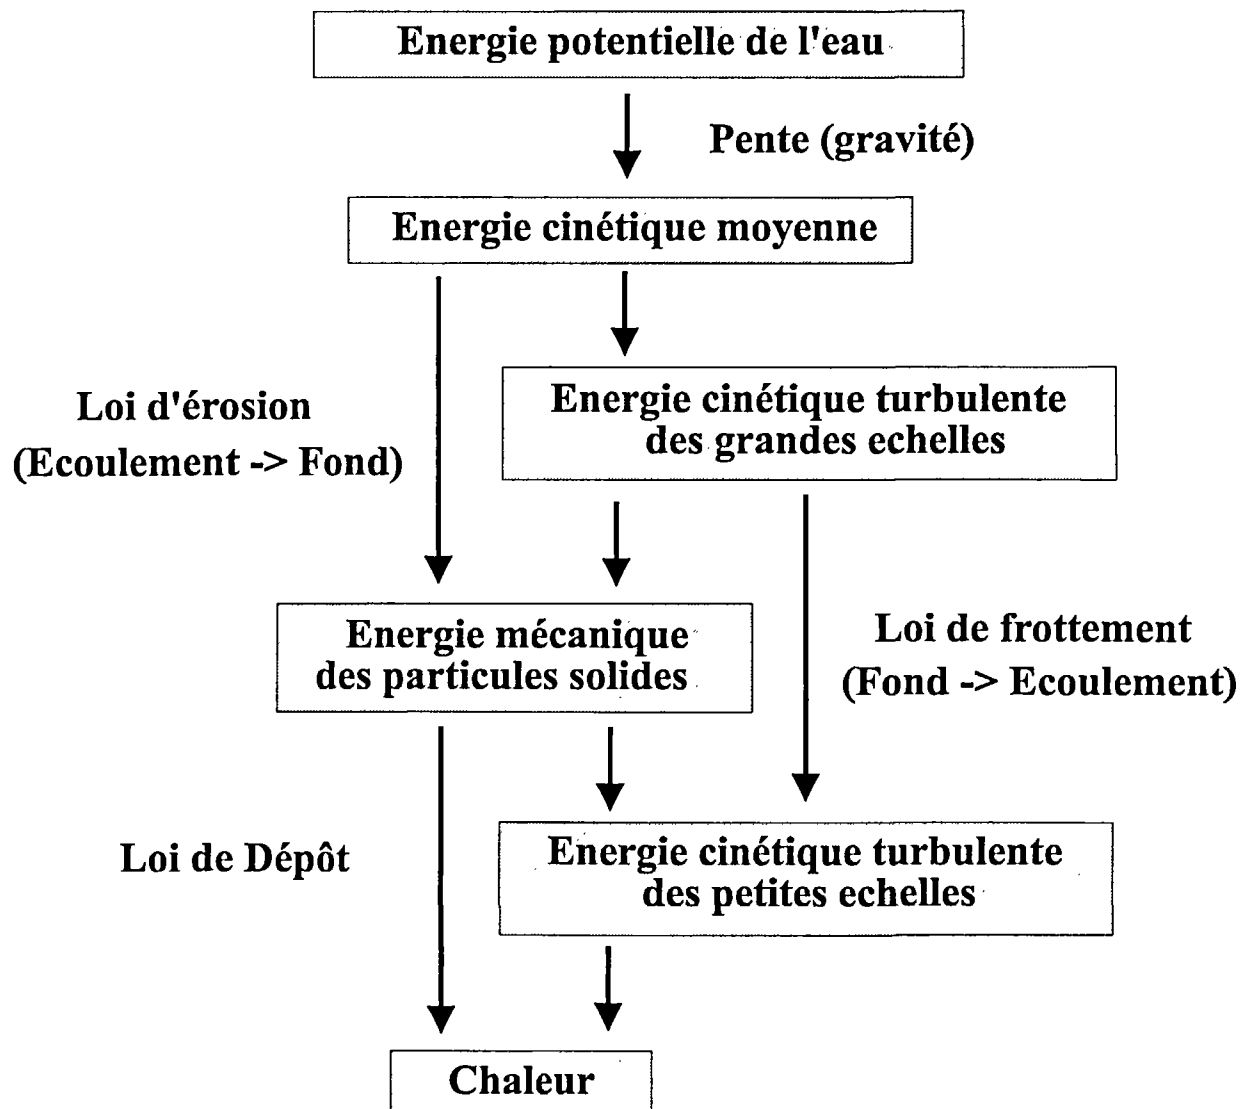 Energie potentielle de l'eau
Pente (gravité)
Energie cinétique moyenne
Energie cinétique turbulente
des grandes echelles
Loi d'érosion
(Ecoulement -> Fond)
Energie mécanique
des particules solides
Loi de frottement
(Fond -> Ecoulement)
Loi de Dépôt
Energie cinétique turbulente
des petites echelles
Chaleur